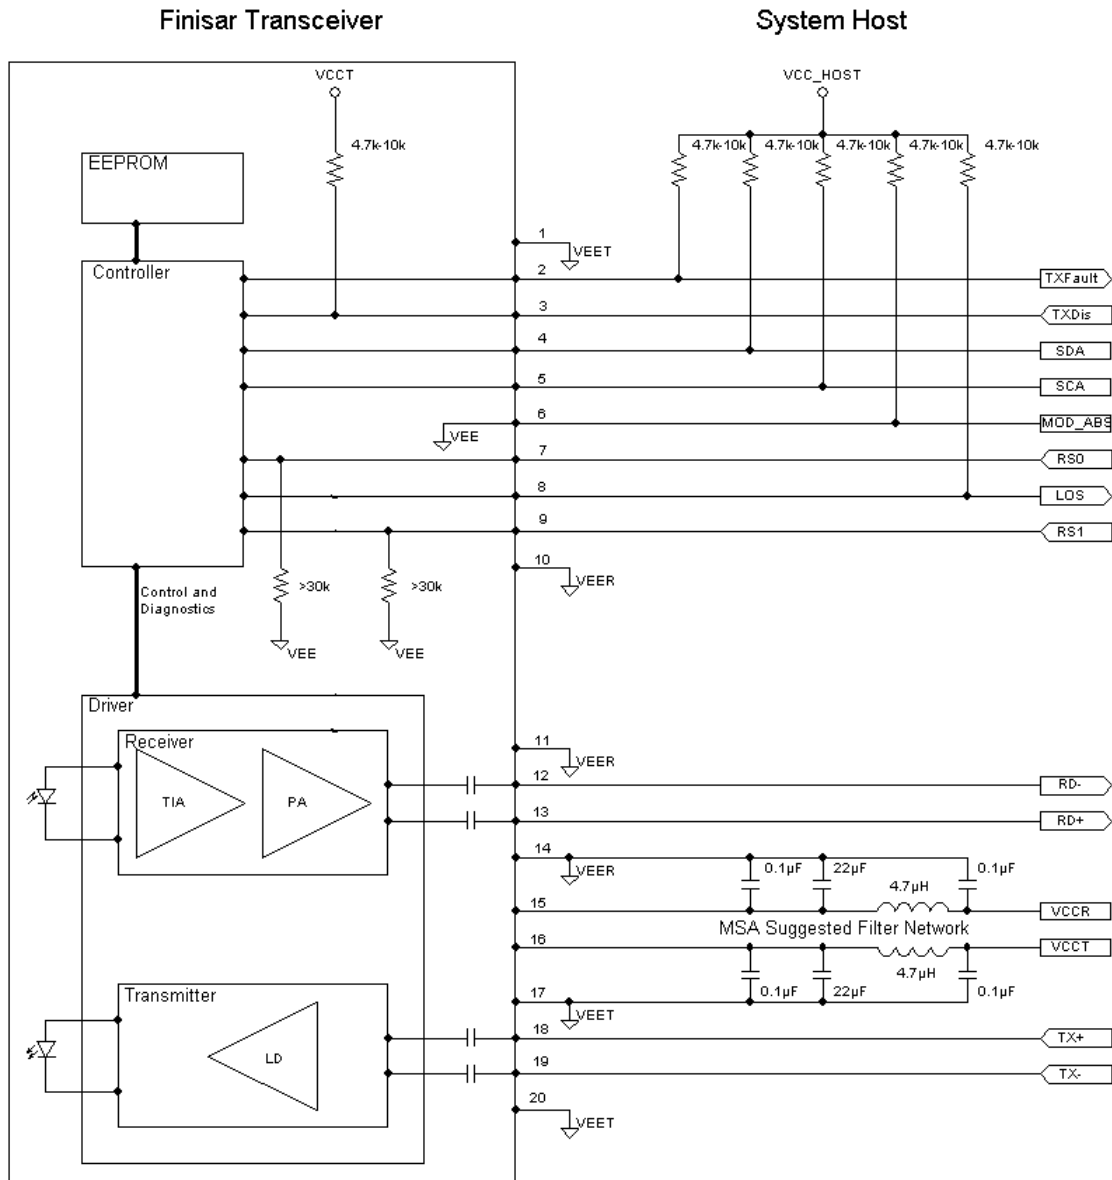 Finisar Transceiver
System Host
VCCT
VCC_HOST
4.7k-10k
4.7k-10k
4.7k-10k
4.7k-10k
4.7k-10k
4.7k-10k
EEPROM
1
VEET
Controller
2
TXFault
3
TXDis
4
SDA
5
SCA
6
MOD_ABS
VEE
7
RS0
8
LOS
9
RS1
10
VEER
>30k
>30k
Control and
Diagnostics
VEE
VEE
Driver
Receiver
11
VEER
12
RD-
TIA
PA
13
RD+
14
VEER
0.1µF
22µF
0.1µF
4.7µH
15
VCCR
MSA Suggested Filter Network
16
VCCT
4.7µH
Transmitter
17
0.1µF
22µF
0.1µF
VEET
18
TX+
LD
19
TX-
20
VEET